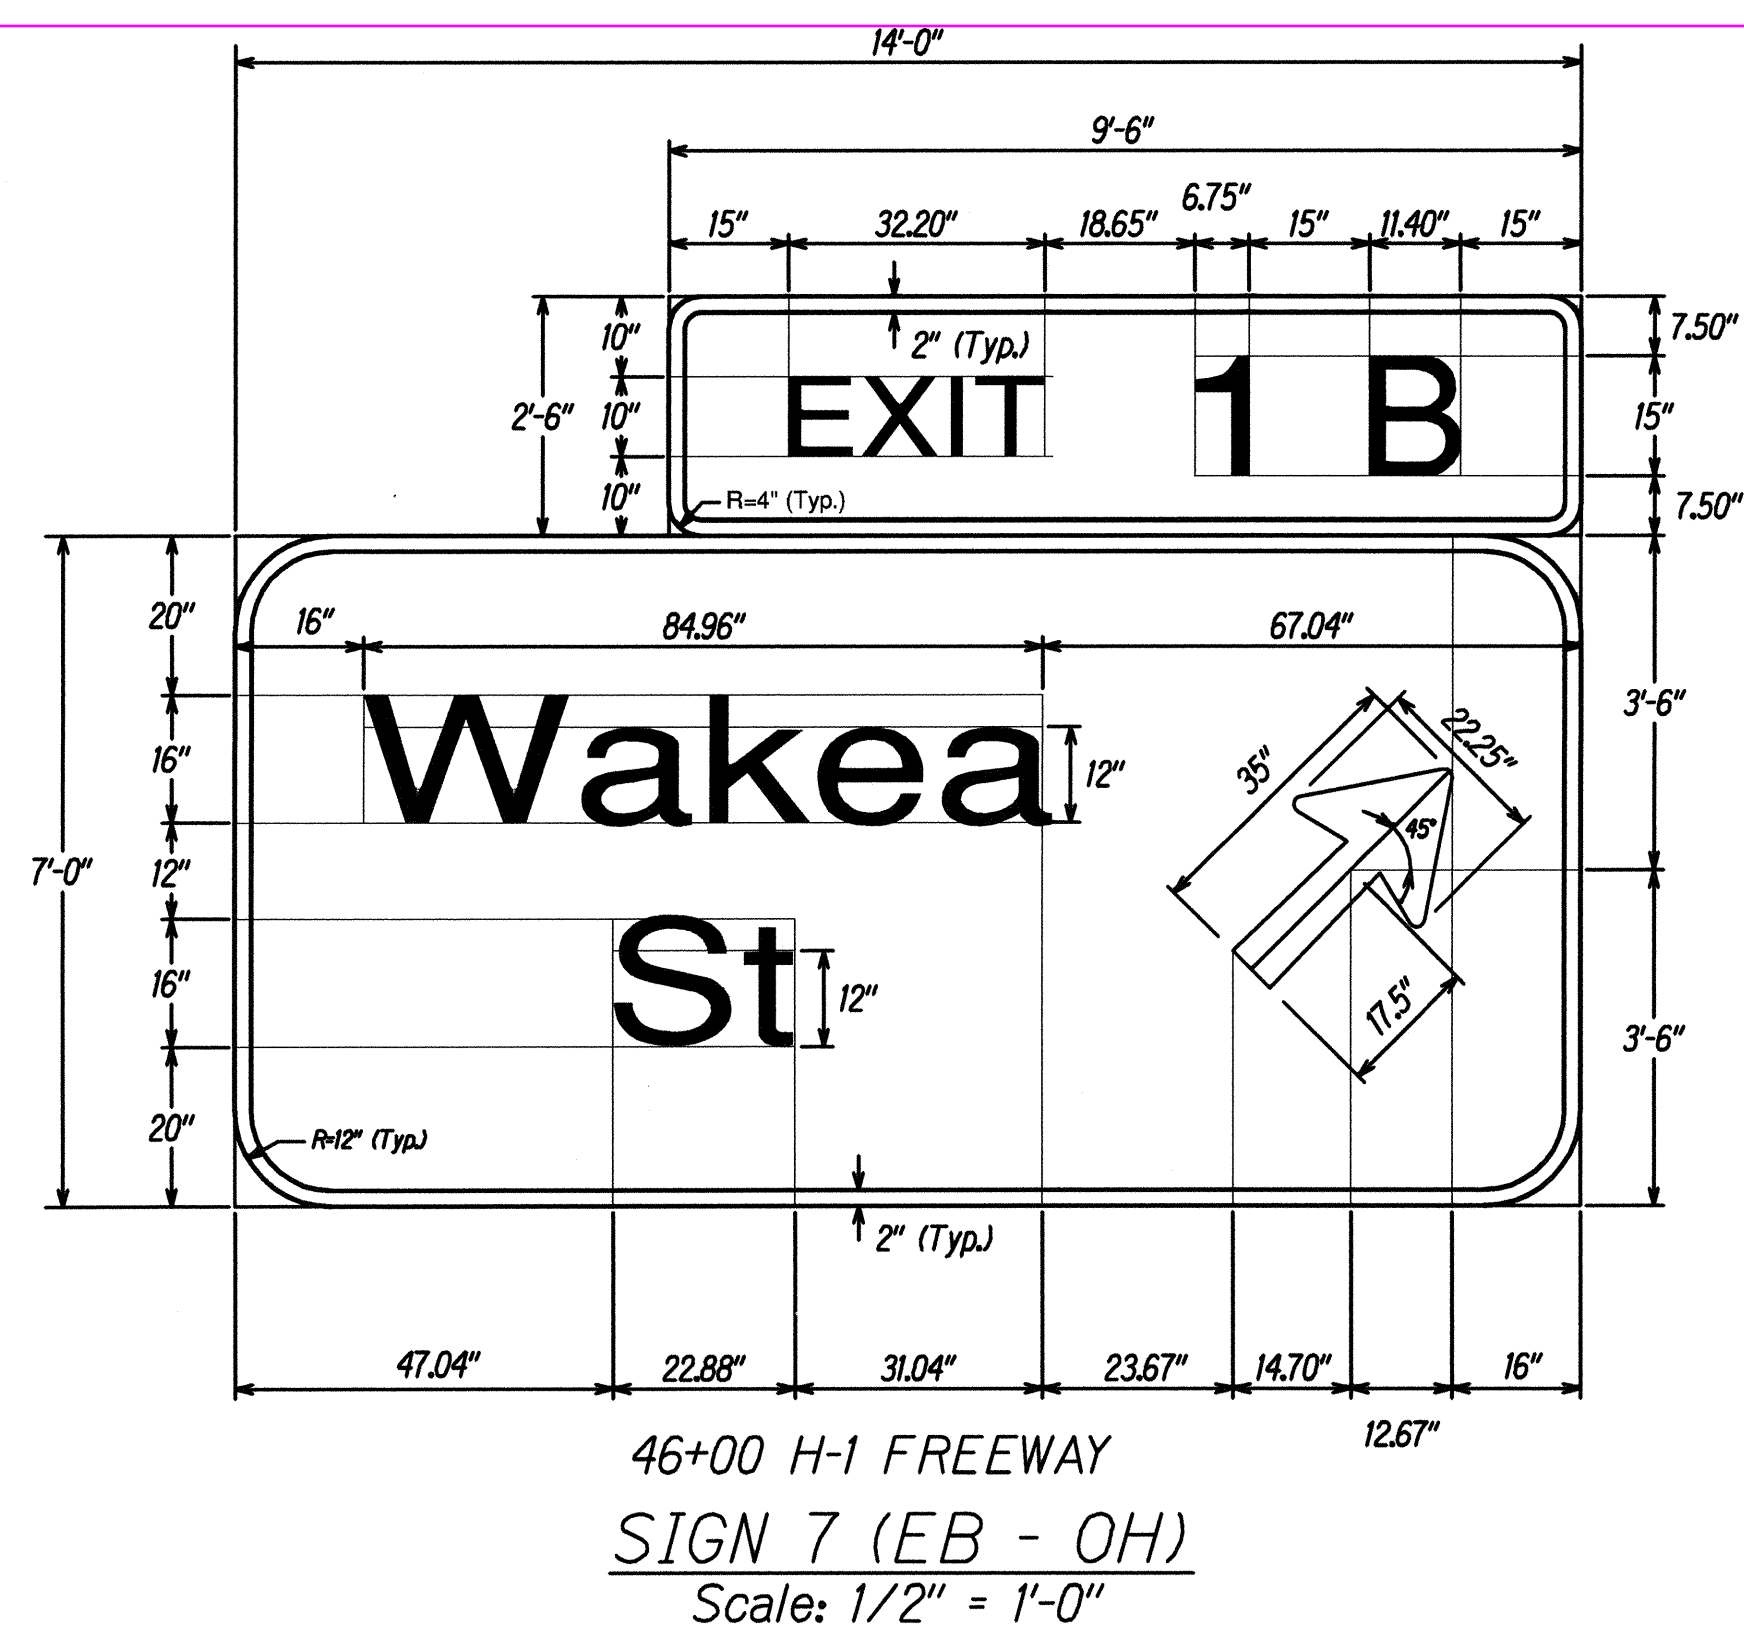 14'-0"
9'-6"
6.75"
15" 32.20" 18.65" 15" 11.40" 15"
10" 2" (Typ.) 7.50"
2'-6" 10" EXIT 1 B 15"
10" R=4" (Typ.) 7.50"
20" 16" 84.96" 67.04"
3'-6"
16" Wakea 12" 35" 22.25"
45°
7'-0" 12"
16" St 12" 17.5" 3'-6"
20" R=12" (Typ.)
2" (Typ.)
47.04" 22.88" 31.04" 23.67" 14.70" 16"
12.67"
46+00 H-1 FREEWAY
SIGN 7 (EB - OH)
Scale: 1/2" = 1'-0"